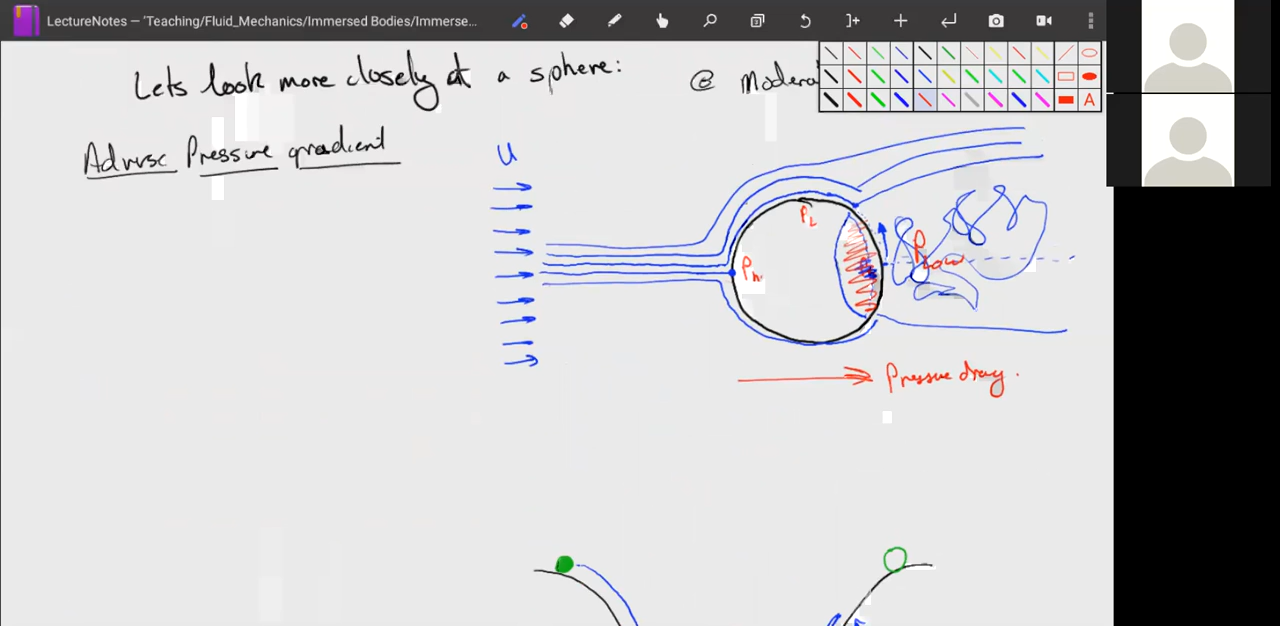 LectureNotes — 'Teaching/Fluid_Mechanics/Immersed Bodies/Immerse...
A
Lets look more closely at a sphere:
@ Modera
Adverse Pressure gradient
U
PL
Plow
Pressure drag.